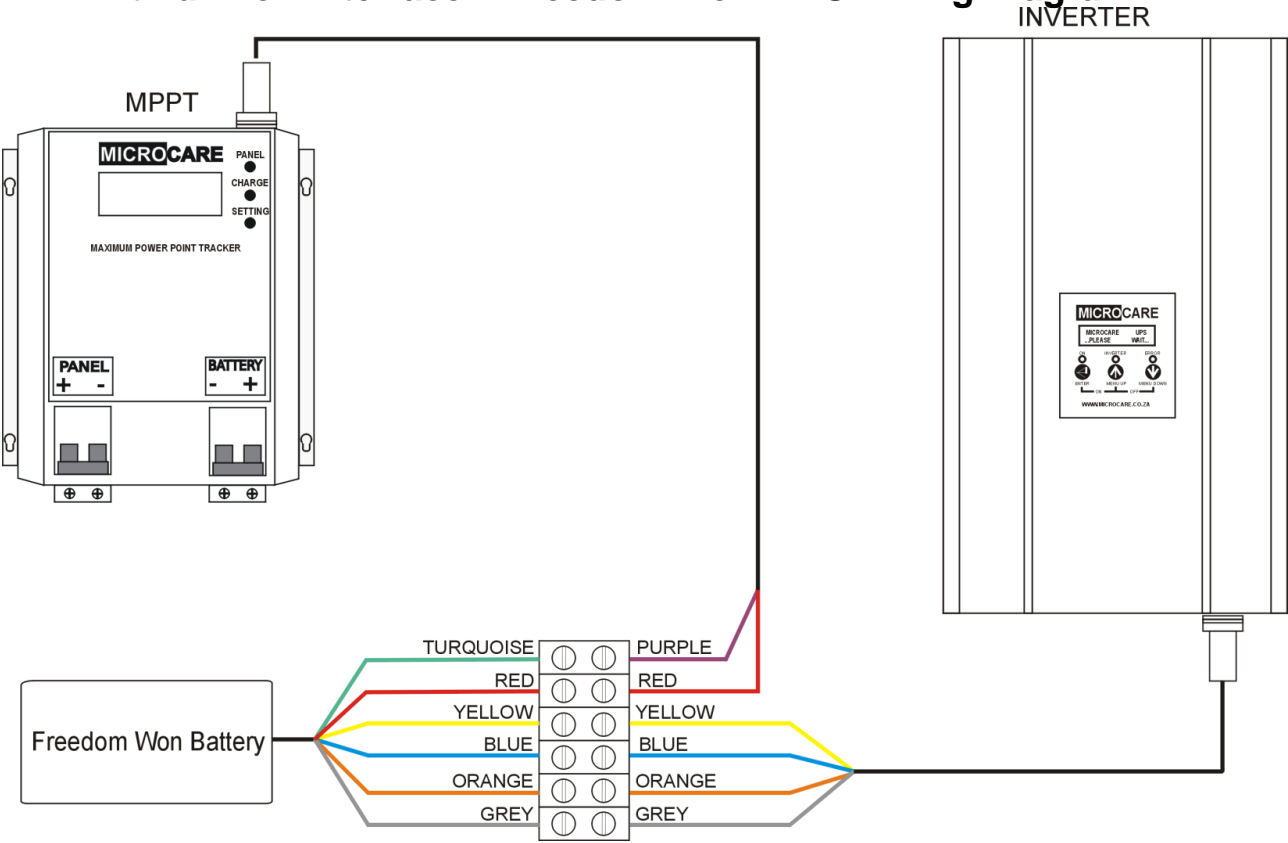 INVERTER
MPPT
MICROCARE
PANEL
CHARGE
SETTING
MAXIMUM POWER POINT TRACKER
PANEL
+ -
BATTERY
- +
MICROCARE
MICROCARE UPS
...PLEASE WAIT...
ON INVERTER ERROR
ENTER MENU UP MENU DOWN
ON OFF
WWW.MICROCARE.CO.ZA
TURQUOISE PURPLE
RED RED
YELLOW YELLOW
BLUE BLUE
ORANGE ORANGE
GREY GREY
Freedom Won Battery